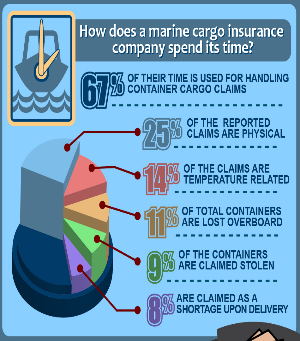 How does a marine cargo insurance
company spend its time?
67% OF THEIR TIME IS USED FOR HANDLING
CONTAINER CARGO CLAIMS
25% OF THE REPORTED
CLAIMS ARE PHYSICAL
14% OF THE CLAIMS ARE
TEMPERATURE RELATED
11% OF TOTAL CONTAINERS
ARE LOST OVERBOARD
9% OF THE CONTAINERS
ARE CLAIMED STOLEN
8% ARE CLAIMED AS A
SHORTAGE UPON DELIVERY